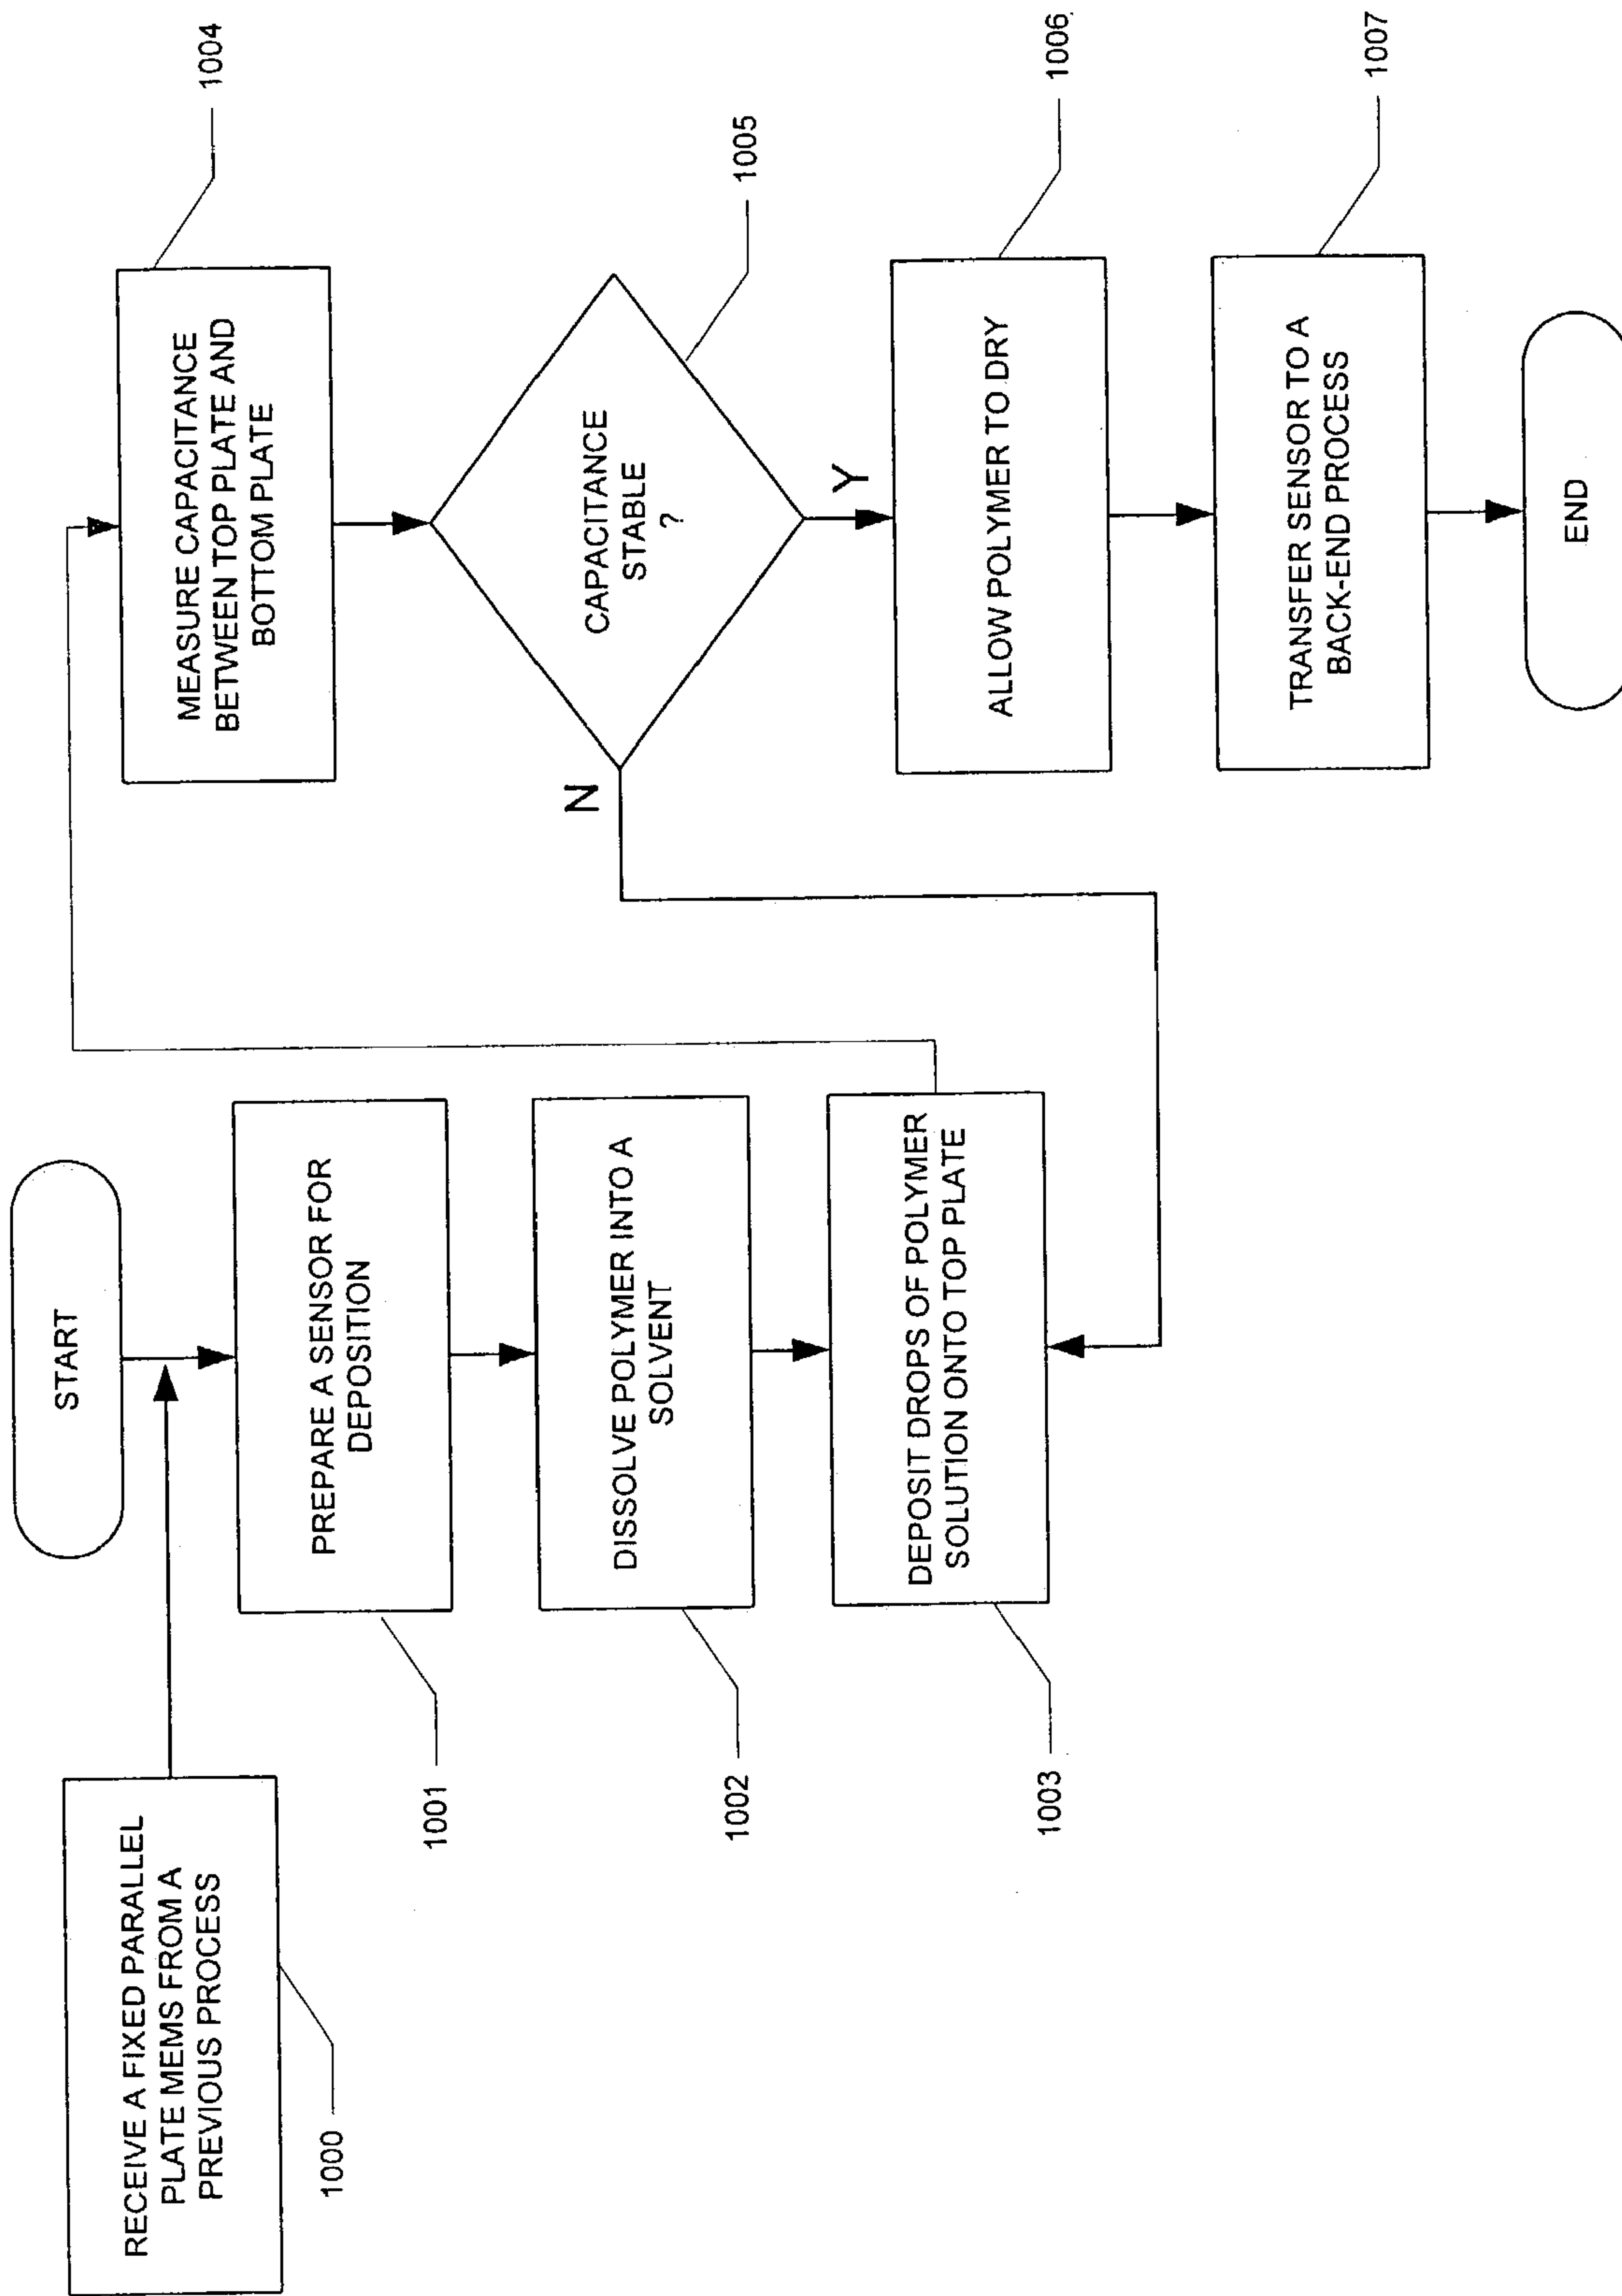 START
RECEIVE A FIXED PARALLEL
PLATE MEMS FROM A
PREVIOUS PROCESS
1000
PREPARE A SENSOR FOR
DEPOSITION
1001
DISSOLVE POLYMER INTO A
SOLVENT
1002
DEPOSIT DROPS OF POLYMER
SOLUTION ONTO TOP PLATE
1003
MEASURE CAPACITANCE
BETWEEN TOP PLATE AND
BOTTOM PLATE
1004
CAPACITANCE
STABLE
?
1005
N
Y
ALLOW POLYMER TO DRY
1006
TRANSFER SENSOR TO A
BACK-END PROCESS
1007
END